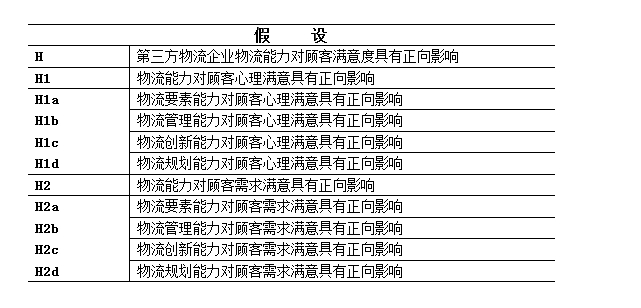 假 设
H 第三方物流企业物流能力对顾客满意度具有正向影响
H1 物流能力对顾客心理满意具有正向影响
H1a 物流要素能力对顾客心理满意具有正向影响
H1b 物流管理能力对顾客心理满意具有正向影响
H1c 物流创新能力对顾客心理满意具有正向影响
H1d 物流规划能力对顾客心理满意具有正向影响
H2 物流能力对顾客需求满意具有正向影响
H2a 物流要素能力对顾客需求满意具有正向影响
H2b 物流管理能力对顾客需求满意具有正向影响
H2c 物流创新能力对顾客需求满意具有正向影响
H2d 物流规划能力对顾客需求满意具有正向影响